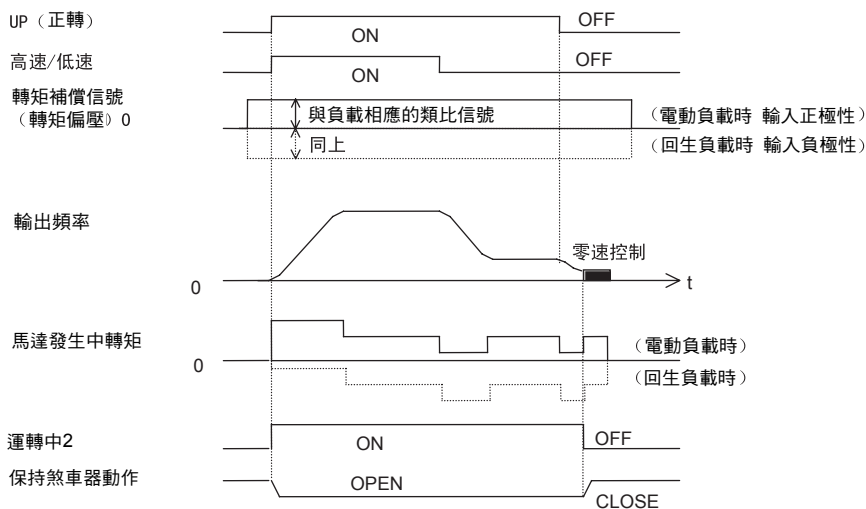 UP（正轉）
ON
OFF
高速/低速
ON
OFF
轉矩補償信號
（轉矩偏壓）0
與負載相應的類比信號
（電動負載時 輸入正極性）
同上
（回生負載時 輸入負極性）
輸出頻率
零速控制
0
t
馬達發生中轉矩
（電動負載時）
0
（回生負載時）
運轉中2
ON
OFF
保持煞車器動作
OPEN
CLOSE